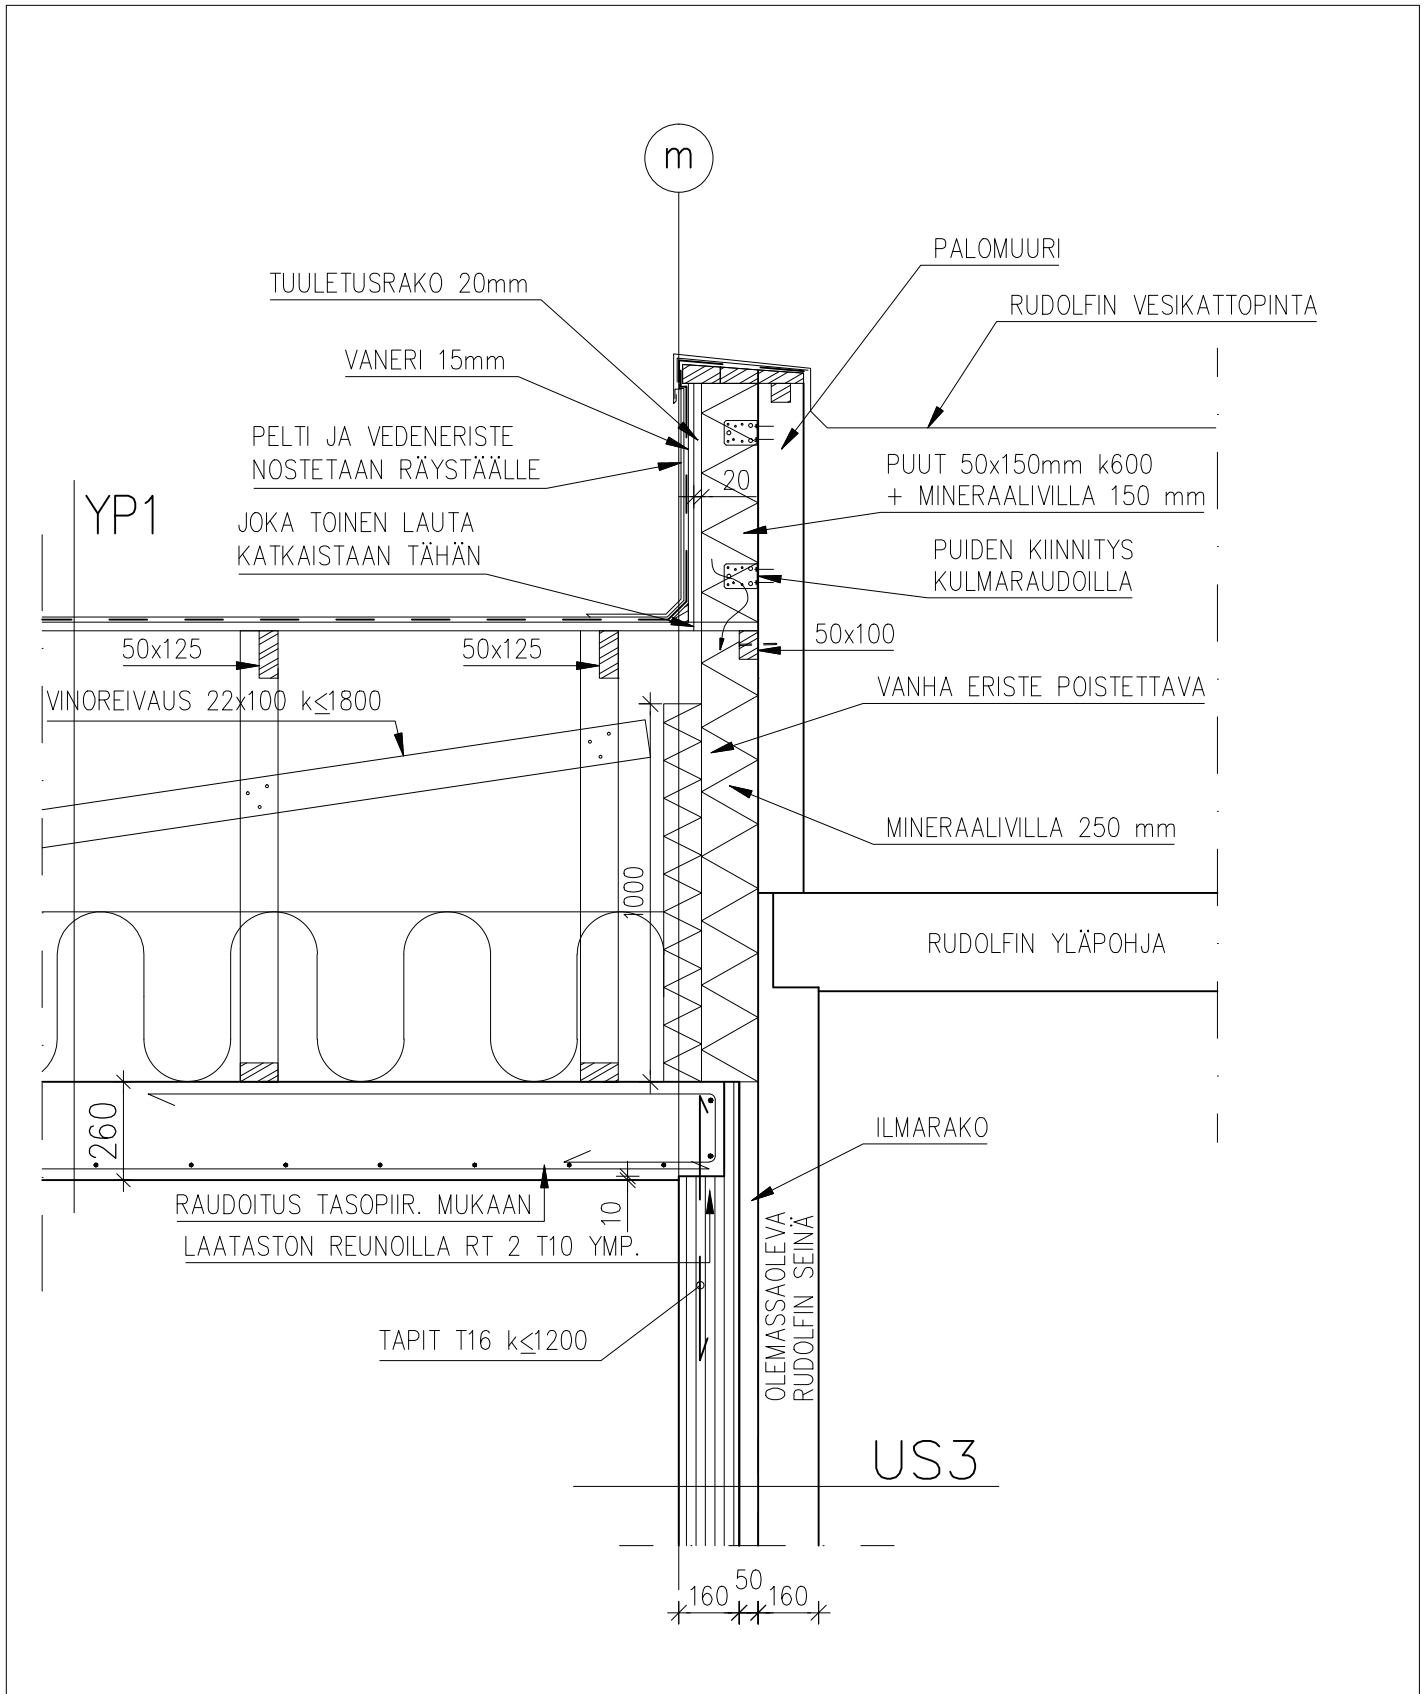 m
PALOMUURI
TUULETUSRAKO 20mm
RUDOLFIN VESIKATTOPINTA
VANERI 15mm
PELTI JA VEDENERISTE
NOSTETAAN RÄYSTÄÄLLE
PUUT 50x150mm k600
+ MINERAALIVILLA 150 mm
20
YP1
JOKA TOINEN LAUTA
KATKAISTAAN TÄHÄN
PUIDEN KIINNITYS
KULMARAUDOILLA
50x125
50x125
50x100
VINOREIVAUS 22x100 k≤1800
VANHA ERISTE POISTETTAVA
MINERAALIVILLA 250 mm
1000
RUDOLFIN YLÄPOHJA
260
ILMARAKO
RAUDOITUS TASOPIIR. MUKAAN
10
LAATASTON REUNOILLA RT 2 T10 YMP.
OLEMASSAOLEVA
RUDOLFIN SEINÄ
TAPIT T16 k≤1200
US3
160
50
160